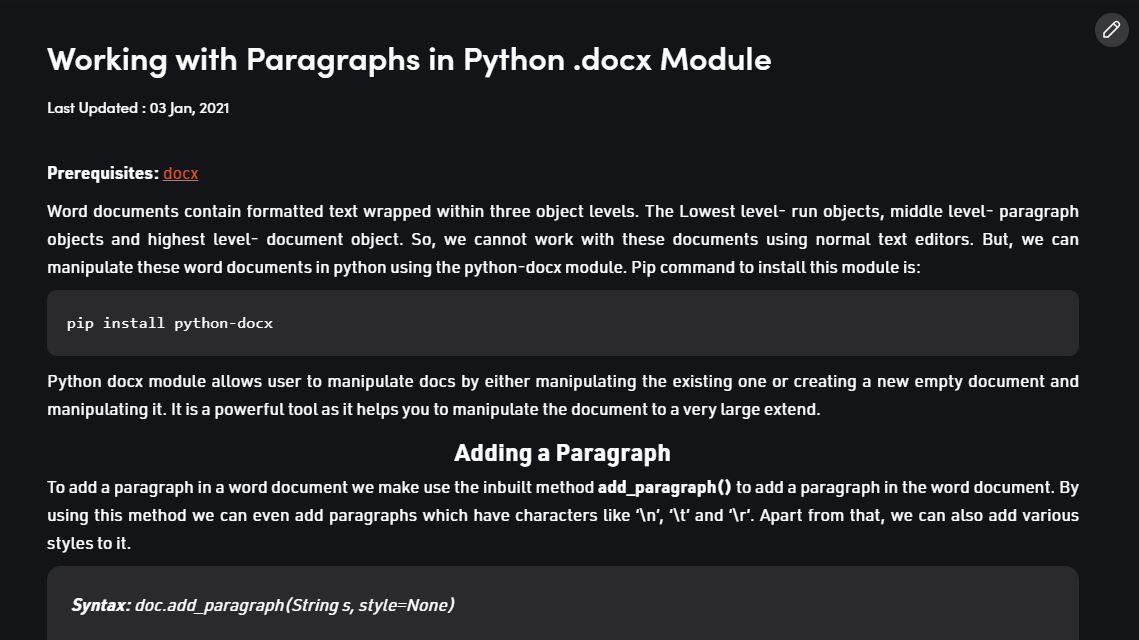 Working with Paragraphs in Python .docx Module
Last Updated : 03 Jan, 2021
Prerequisites: docx
Word documents contain formatted text wrapped within three object levels. The Lowest level- run objects, middle level- paragraph
objects and highest level- document object. So, we cannot work with these documents using normal text editors. But, we can
manipulate these word documents in python using the python-docx module. Pip command to install this module is:
pip install python-docx
Python docx module allows user to manipulate docs by either manipulating the existing one or creating a new empty document and
manipulating it. It is a powerful tool as it helps you to manipulate the document to a very large extend.
Adding a Paragraph
To add a paragraph in a word document we make use the inbuilt method add_paragraph() to add a paragraph in the word document. By
using this method we can even add paragraphs which have characters like ‘\n’, ‘\t’ and ‘\r’. Apart from that, we can also add various
styles to it.
Syntax: doc.add_paragraph(String s, style=None)